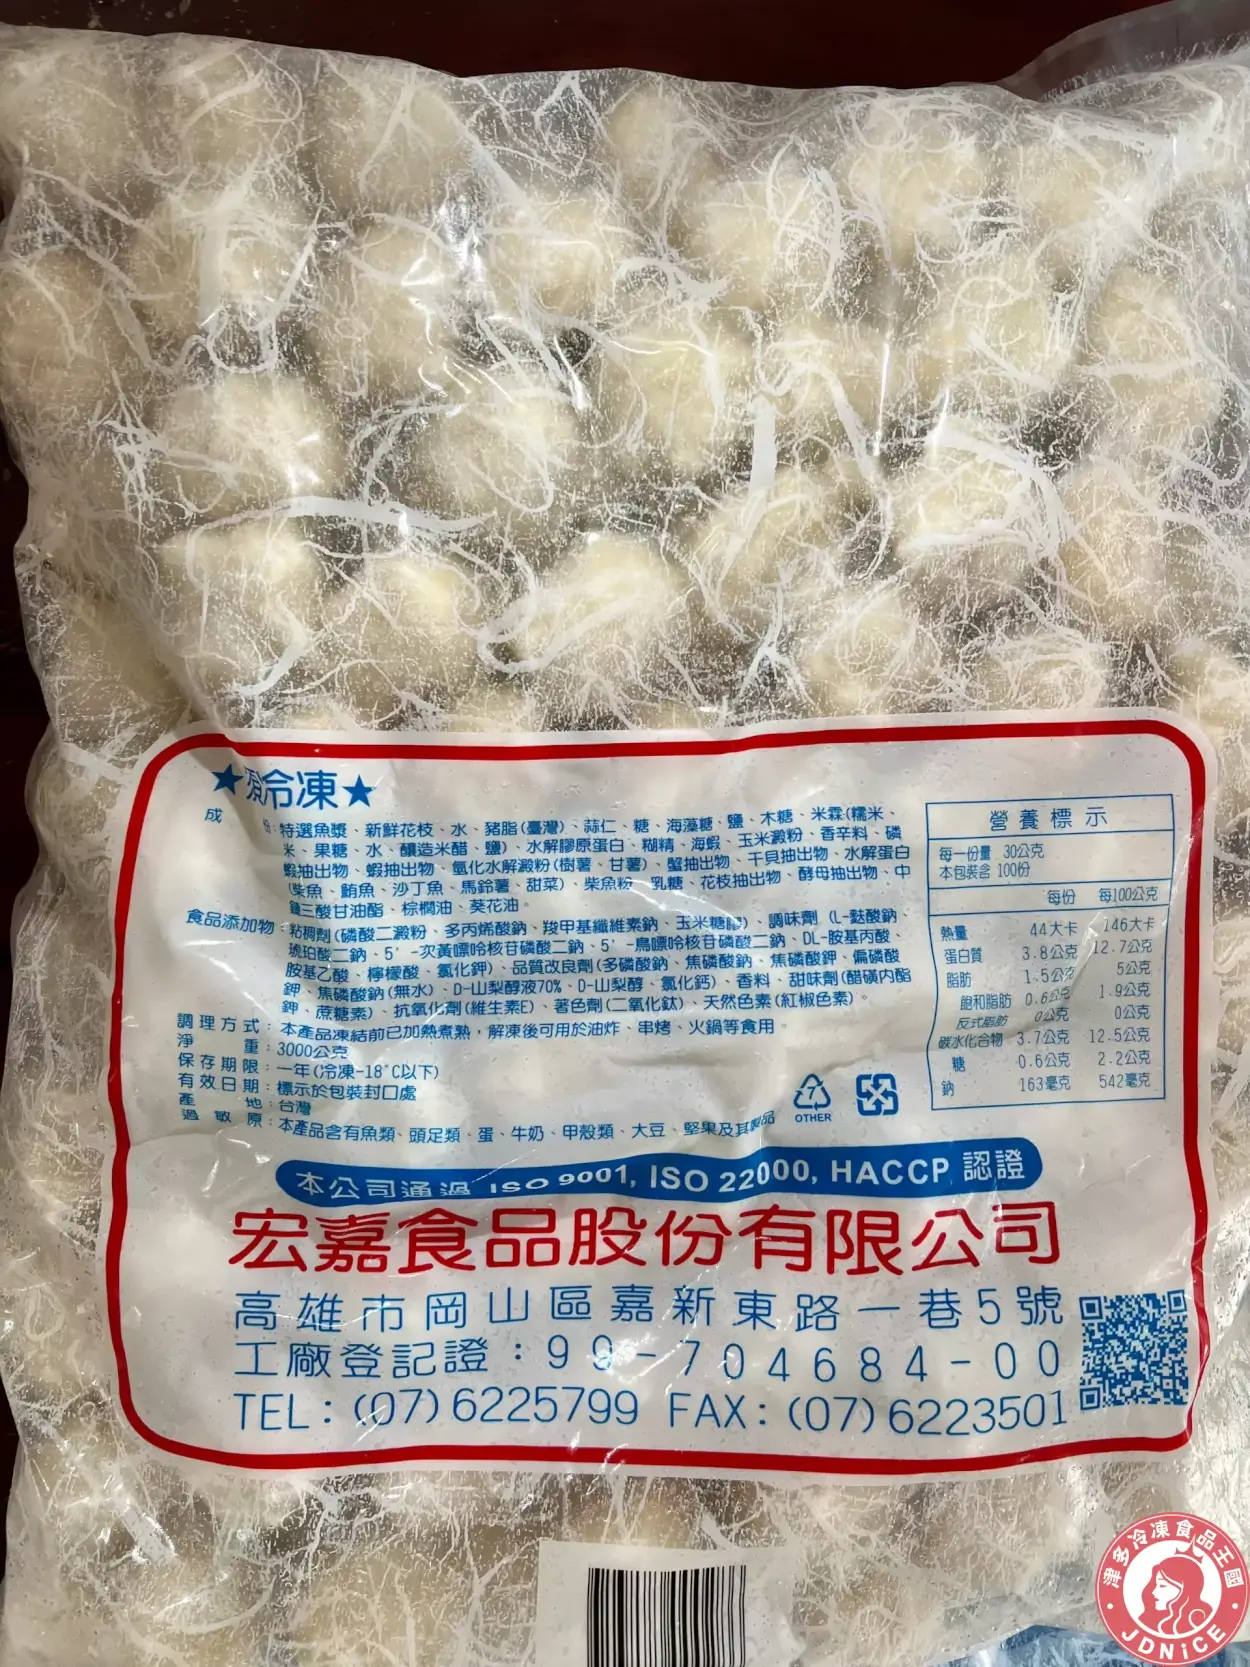 ★須冷凍★
成 份：特選魚漿、新鮮花枝、水、豬脂(臺灣)、蒜仁、糖、海藻糖、鹽、木糖、米霖(糯米、
米、果糖、水、釀造米醋、鹽)、水解膠原蛋白、糊精、海蝦、玉米澱粉、香辛料、磷
蝦抽出物、蝦抽出物、氫化水解澱粉(樹薯、甘薯)、蟹抽出物、干貝抽出物、水解蛋白
(柴魚、鮪魚、沙丁魚、馬鈴薯、甜菜)、柴魚粉、乳糖、花枝抽出物、酵母抽出物、中
鏈三酸甘油酯、棕櫚油、葵花油。
食品添加物：粘稠劑(磷酸二澱粉、多丙烯酸鈉、羧甲基纖維素鈉、玉米糖膠)、調味劑 (L-麩酸鈉、
琥珀酸二鈉、5’-次黃嘌呤核苷磷酸二鈉、5’-鳥嘌呤核苷磷酸二鈉、DL-胺基丙酸、
胺基乙酸、檸檬酸、氯化鉀)、品質改良劑(多磷酸鈉、焦磷酸鈉、焦磷酸鉀、偏磷酸
鉀、焦磷酸鈉(無水)、D-山梨醇液70%、D-山梨醇、氯化鈣)、香料、甜味劑(醋磺內酯
鉀、蔗糖素)、抗氧化劑(維生素E)、著色劑(二氧化鈦)、天然色素(紅椒色素)。
調理方式：本產品凍結前已加熱煮熟，解凍後可用於油炸、串烤、火鍋等食用。
淨 重：3000公克
保存期限：一年(冷凍-18°C以下)
有效日期：標示於包裝封口處
產 地：台灣
過 敏 原：本產品含有魚類、頭足類、蛋、牛奶、甲殼類、大豆、堅果及其製品
營養標示
每一份量 30公克
本包裝含 100份
每份 每100公克
熱量 44大卡 146大卡
蛋白質 3.8公克 12.7公克
脂肪 1.5公克 5公克
飽和脂肪 0.6公克 1.9公克
反式脂肪 0公克 0公克
碳水化合物 3.7公克 12.5公克
糖 0.6公克 2.2公克
鈉 163毫克 542毫克
7
OTHER
本公司通過 ISO 9001, ISO 22000, HACCP 認證
宏嘉食品股份有限公司
高雄市岡山區嘉新東路一巷5號
工廠登記證：99-704684-00
TEL：(07)6225799 FAX：(07)6223501
津多冷凍食品王國
JDNiCE